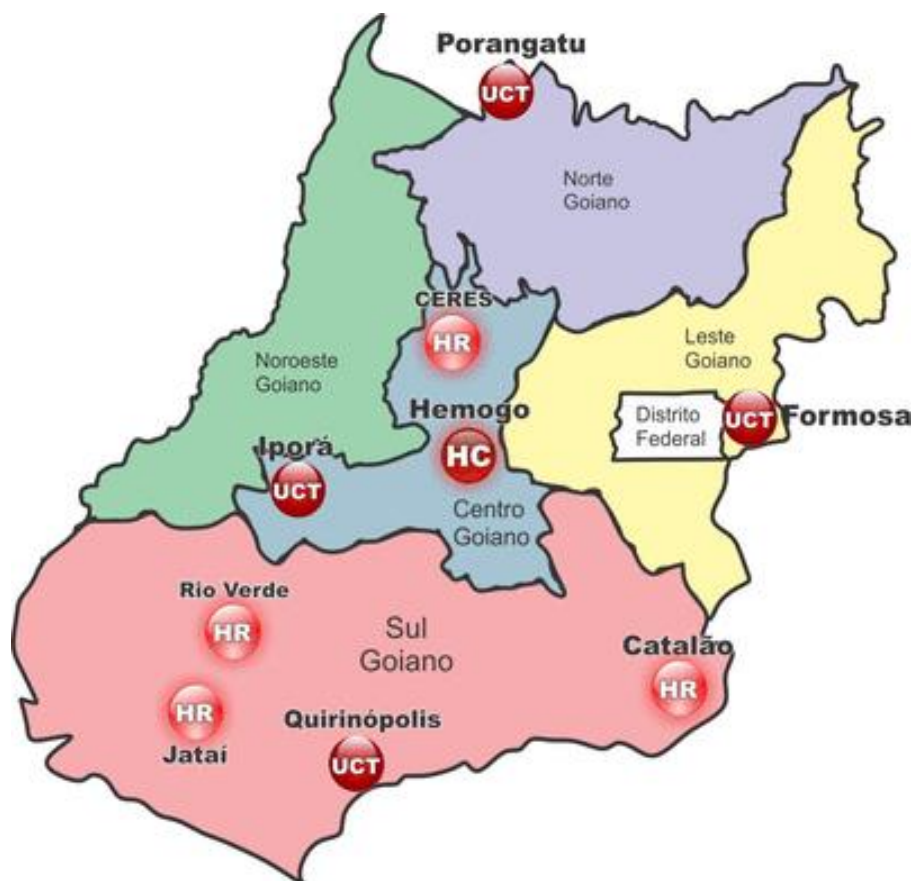 Porangatu
UCT
Norte
Goiano
CERES
HR
Noroeste
Goiano
Leste
Goiano
Hemogo
HC
Distrito
Federal
UCT
Formosa
Iporá
UCT
Centro
Goiano
Rio Verde
HR
Sul
Goiano
Catalão
HR
HR
Jataí
Quirinópolis
UCT